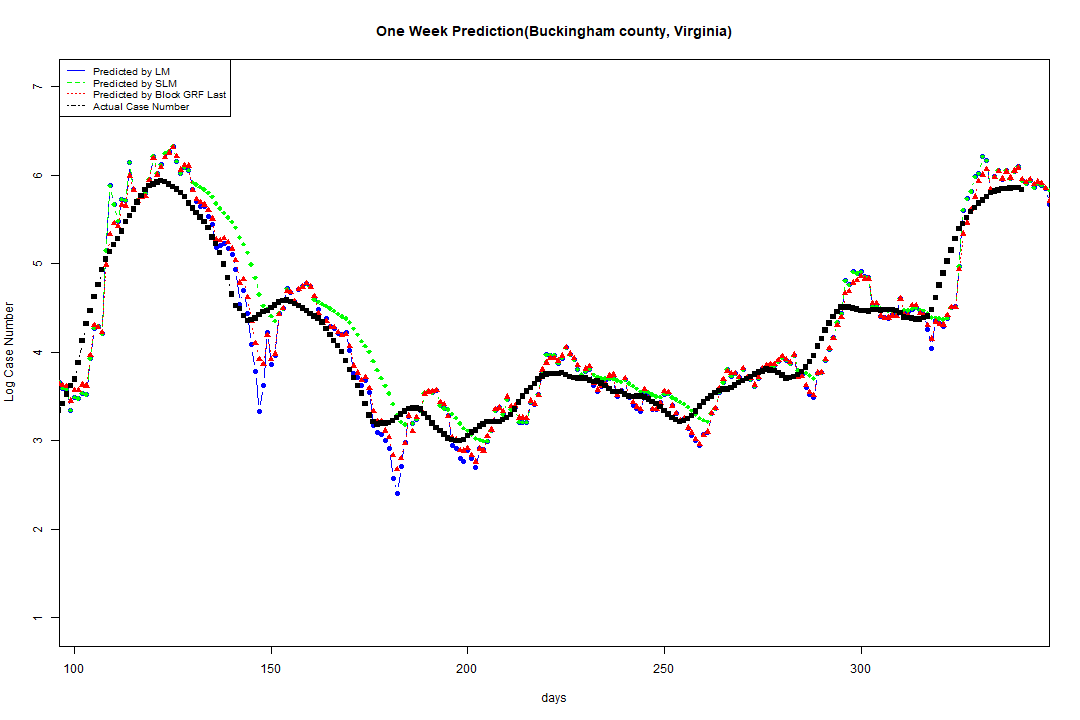 One Week Prediction(Buckingham county, Virginia)
Predicted by LM
Predicted by SLM
Predicted by Block GRF Last
Actual Case Number
7
6
5
4
3
2
1
Log Case Number
100 150 200 250 300
days